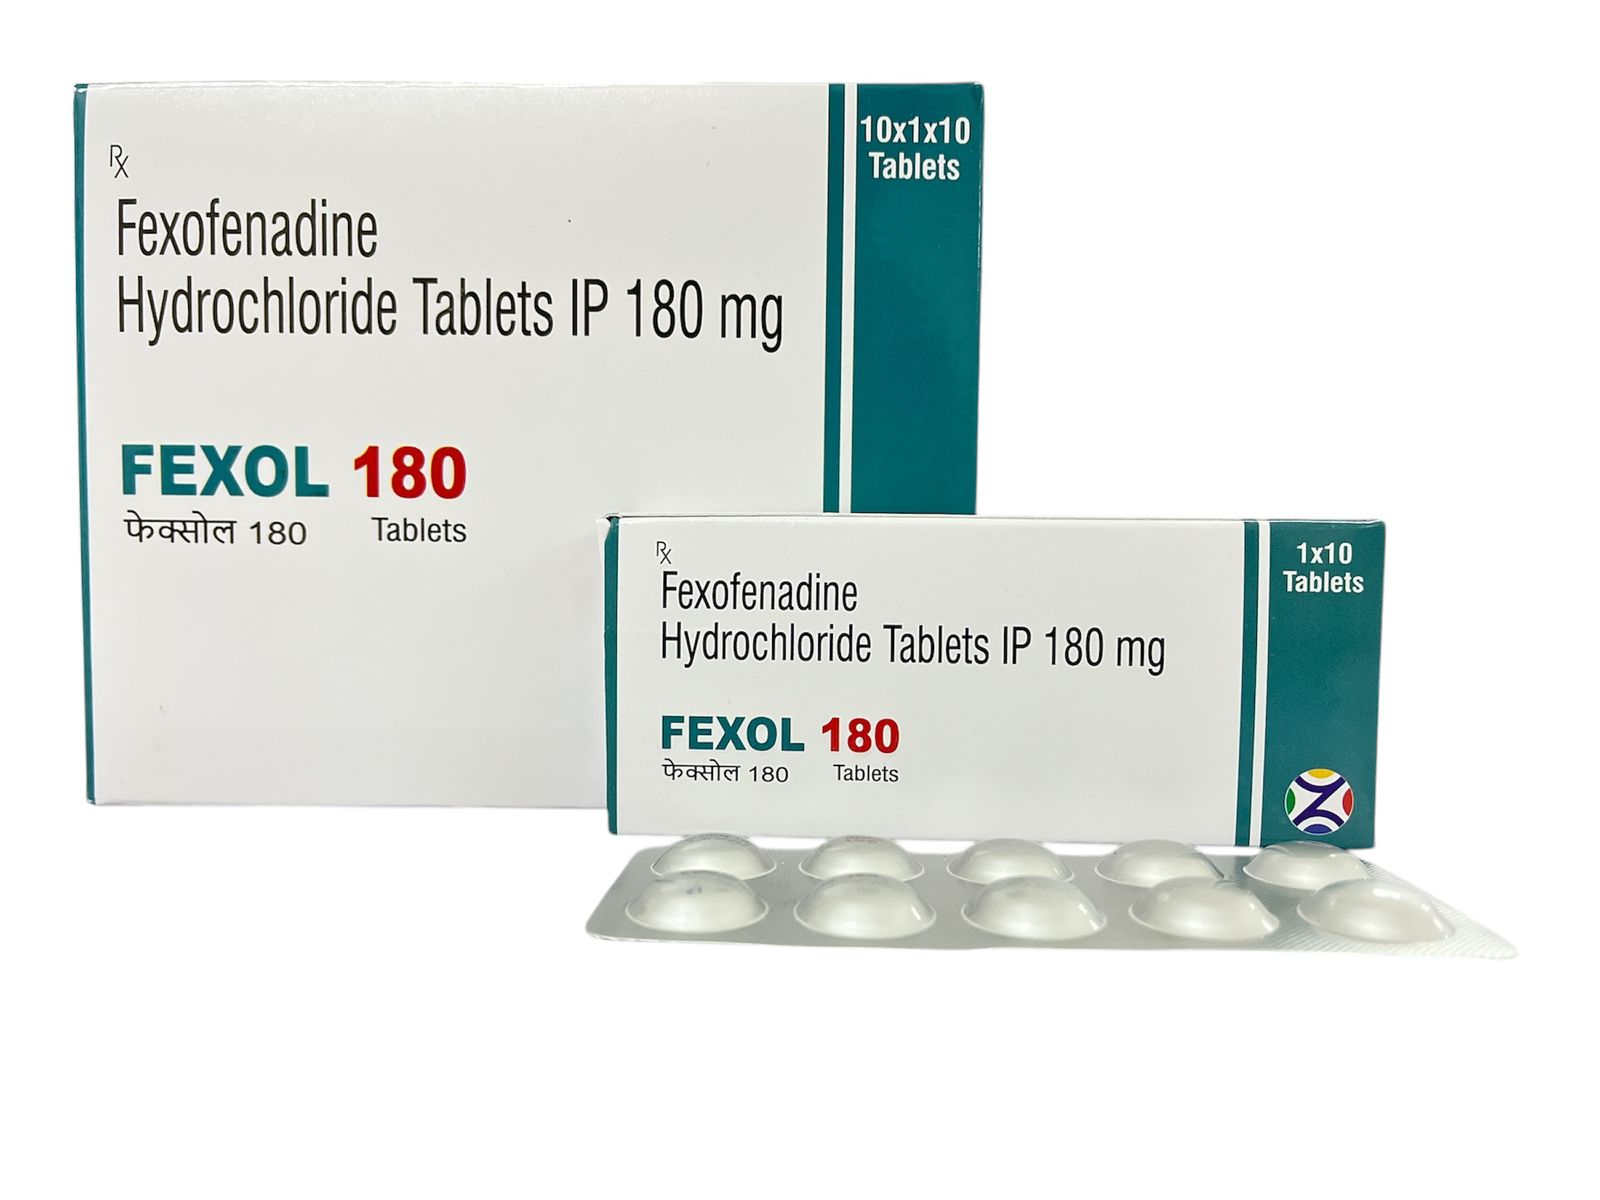 Rx
Fexofenadine
Hydrochloride Tablets IP 180 mg
FEXOL 180
फेक्सोल 180 Tablets
10x1x10
Tablets
Rx
Fexofenadine
Hydrochloride Tablets IP 180 mg
FEXOL 180
फेक्सोल 180 Tablets
1x10
Tablets
Z